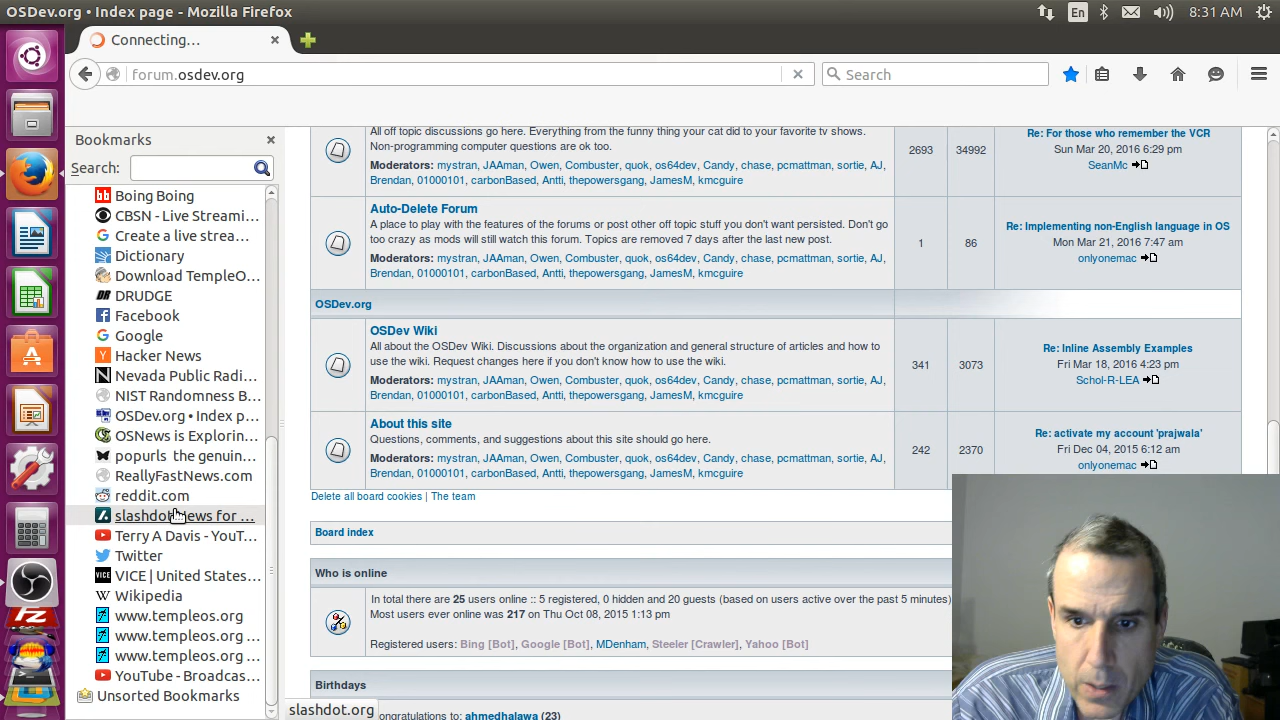 OSDev.org • Index page - Mozilla Firefox
En
8:31 AM
Connecting...
forum.osdev.org
Search
Bookmarks
Search:
Boing Boing
CBSN - Live Streami...
Create a live strea...
Dictionary
Download TempleO...
DRUDGE
Facebook
Google
Hacker News
Nevada Public Radi...
NIST Randomness B...
OSDev.org • Index p...
OSNews is Explorin...
popurls the genuin...
ReallyFastNews.com
reddit.com
slashdot news for ...
Terry A Davis - YouT...
Twitter
VICE | United States...
Wikipedia
www.templeos.org
www.templeos.org ...
www.templeos.org ...
YouTube - Broadcas...
Unsorted Bookmarks
All off topic discussions go here. Everything from the funny thing your cat did to your favorite tv shows.
Non-programming computer questions are ok too.
Moderators: mystran, JAAman, Owen, Combuster, quok, os64dev, Candy, chase, pcmattman, sortie, AJ,
Brendan, 01000101, carbonBased, Antti, thepowersgang, JamesM, kmcguire
2693
34992
Re: For those who remember the VCR
Sun Mar 20, 2016 6:29 pm
SeanMc
Auto-Delete Forum
A place to play with the features of the forums or post other off topic stuff you don't want persisted. Don't
go too crazy as mods will still watch this forum. Topics are removed 7 days after the last new post.
Moderators: mystran, JAAman, Owen, Combuster, quok, os64dev, Candy, chase, pcmattman, sortie, AJ,
Brendan, 01000101, carbonBased, Antti, thepowersgang, JamesM, kmcguire
1
86
Re: Implementing non-English language in OS
Mon Mar 21, 2016 7:47 am
onlyonemac
OSDev.org
OSDev Wiki
All about the OSDev Wiki. Discussions about the organization and general structure of articles and how to
use the wiki. Request changes here if you don't know how to use the wiki.
Moderators: mystran, JAAman, Owen, Combuster, quok, os64dev, Candy, chase, pcmattman, sortie, AJ,
Brendan, 01000101, carbonBased, Antti, thepowersgang, JamesM, kmcguire
341
3073
Re: Inline Assembly Examples
Fri Mar 18, 2016 4:23 pm
Schol-R-LEA
About this site
Questions, comments, and suggestions about this site should go here.
Moderators: mystran, JAAman, Owen, Combuster, quok, os64dev, Candy, chase, pcmattman, sortie, AJ,
Brendan, 01000101, carbonBased, Antti, thepowersgang, JamesM, kmcguire
242
2370
Re: activate my account 'prajwala'
Fri Dec 04, 2015 6:12 am
onlyonemac
Delete all board cookies | The team
Board index
Who is online
In total there are 25 users online :: 5 registered, 0 hidden and 20 guests (based on users active over the past 5 minutes)
Most users ever online was 217 on Thu Oct 08, 2015 1:13 pm
Registered users: Bing [Bot], Google [Bot], MDenham, Steeler [Crawler], Yahoo [Bot]
Birthdays
ongratulations to: ahmedhalawa (23)
slashdot.org